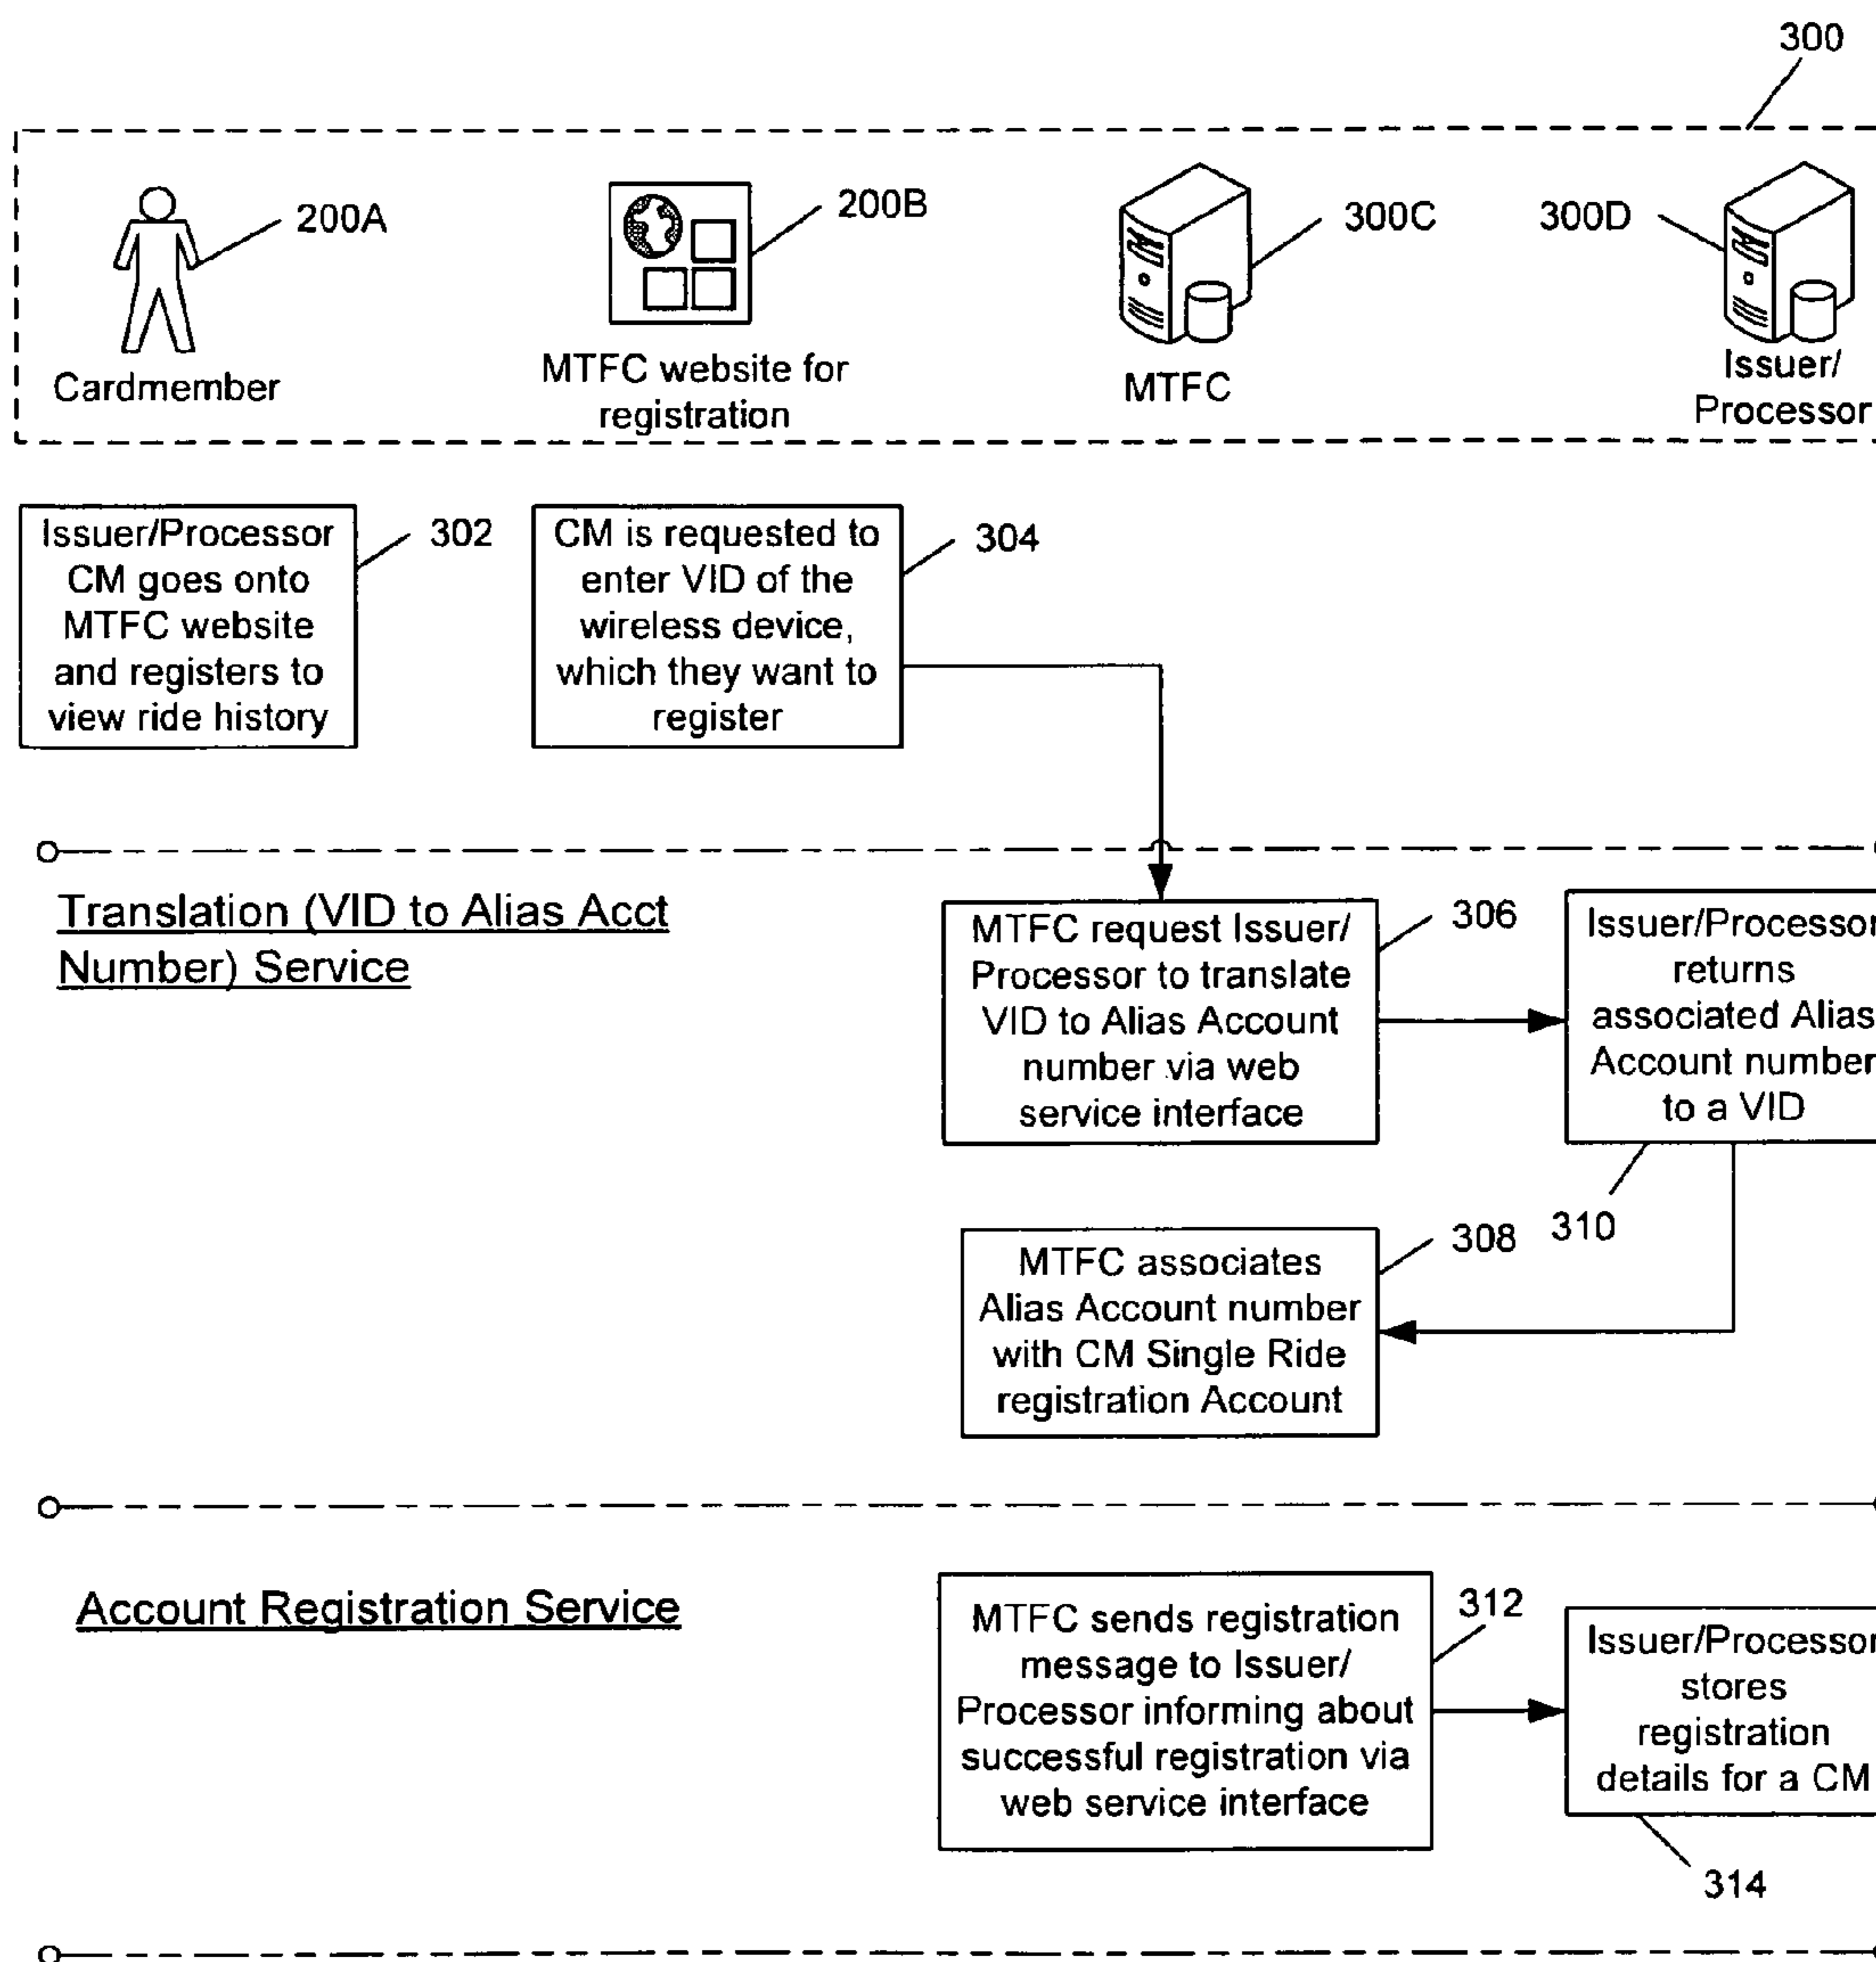 300
200A
200B
300C
300D
Cardmember
MTFC website for
registration
MTFC
Issuer/
Processor
Issuer/Processor
CM goes onto
MTFC website
and registers to
view ride history
302
CM is requested to
enter VID of the
wireless device,
which they want to
register
304
Translation (VID to Alias Acct
Number) Service
MTFC request Issuer/
Processor to translate
VID to Alias Account
number via web
service interface
306
Issuer/Processor
returns
associated Alias
Account number
to a VID
310
MTFC associates
Alias Account number
with CM Single Ride
registration Account
308
Account Registration Service
MTFC sends registration
message to Issuer/
Processor informing about
successful registration via
web service interface
312
Issuer/Processor
stores
registration
details for a CM
314